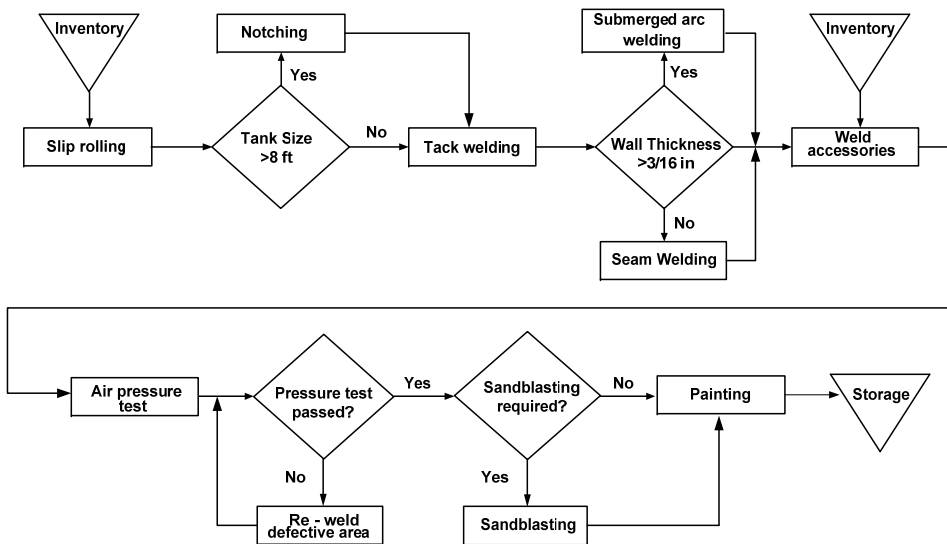 Inventory
Slip rolling
Notching
Yes
Tank Size
>8 ft
No
Tack welding
Submerged arc
welding
Yes
Wall Thickness
>3/16 in
No
Seam Welding
Inventory
Weld
accessories
Air pressure
test
Pressure test
passed?
Yes
No
Re - weld
defective area
Sandblasting
required?
No
Yes
Sandblasting
Painting
Storage